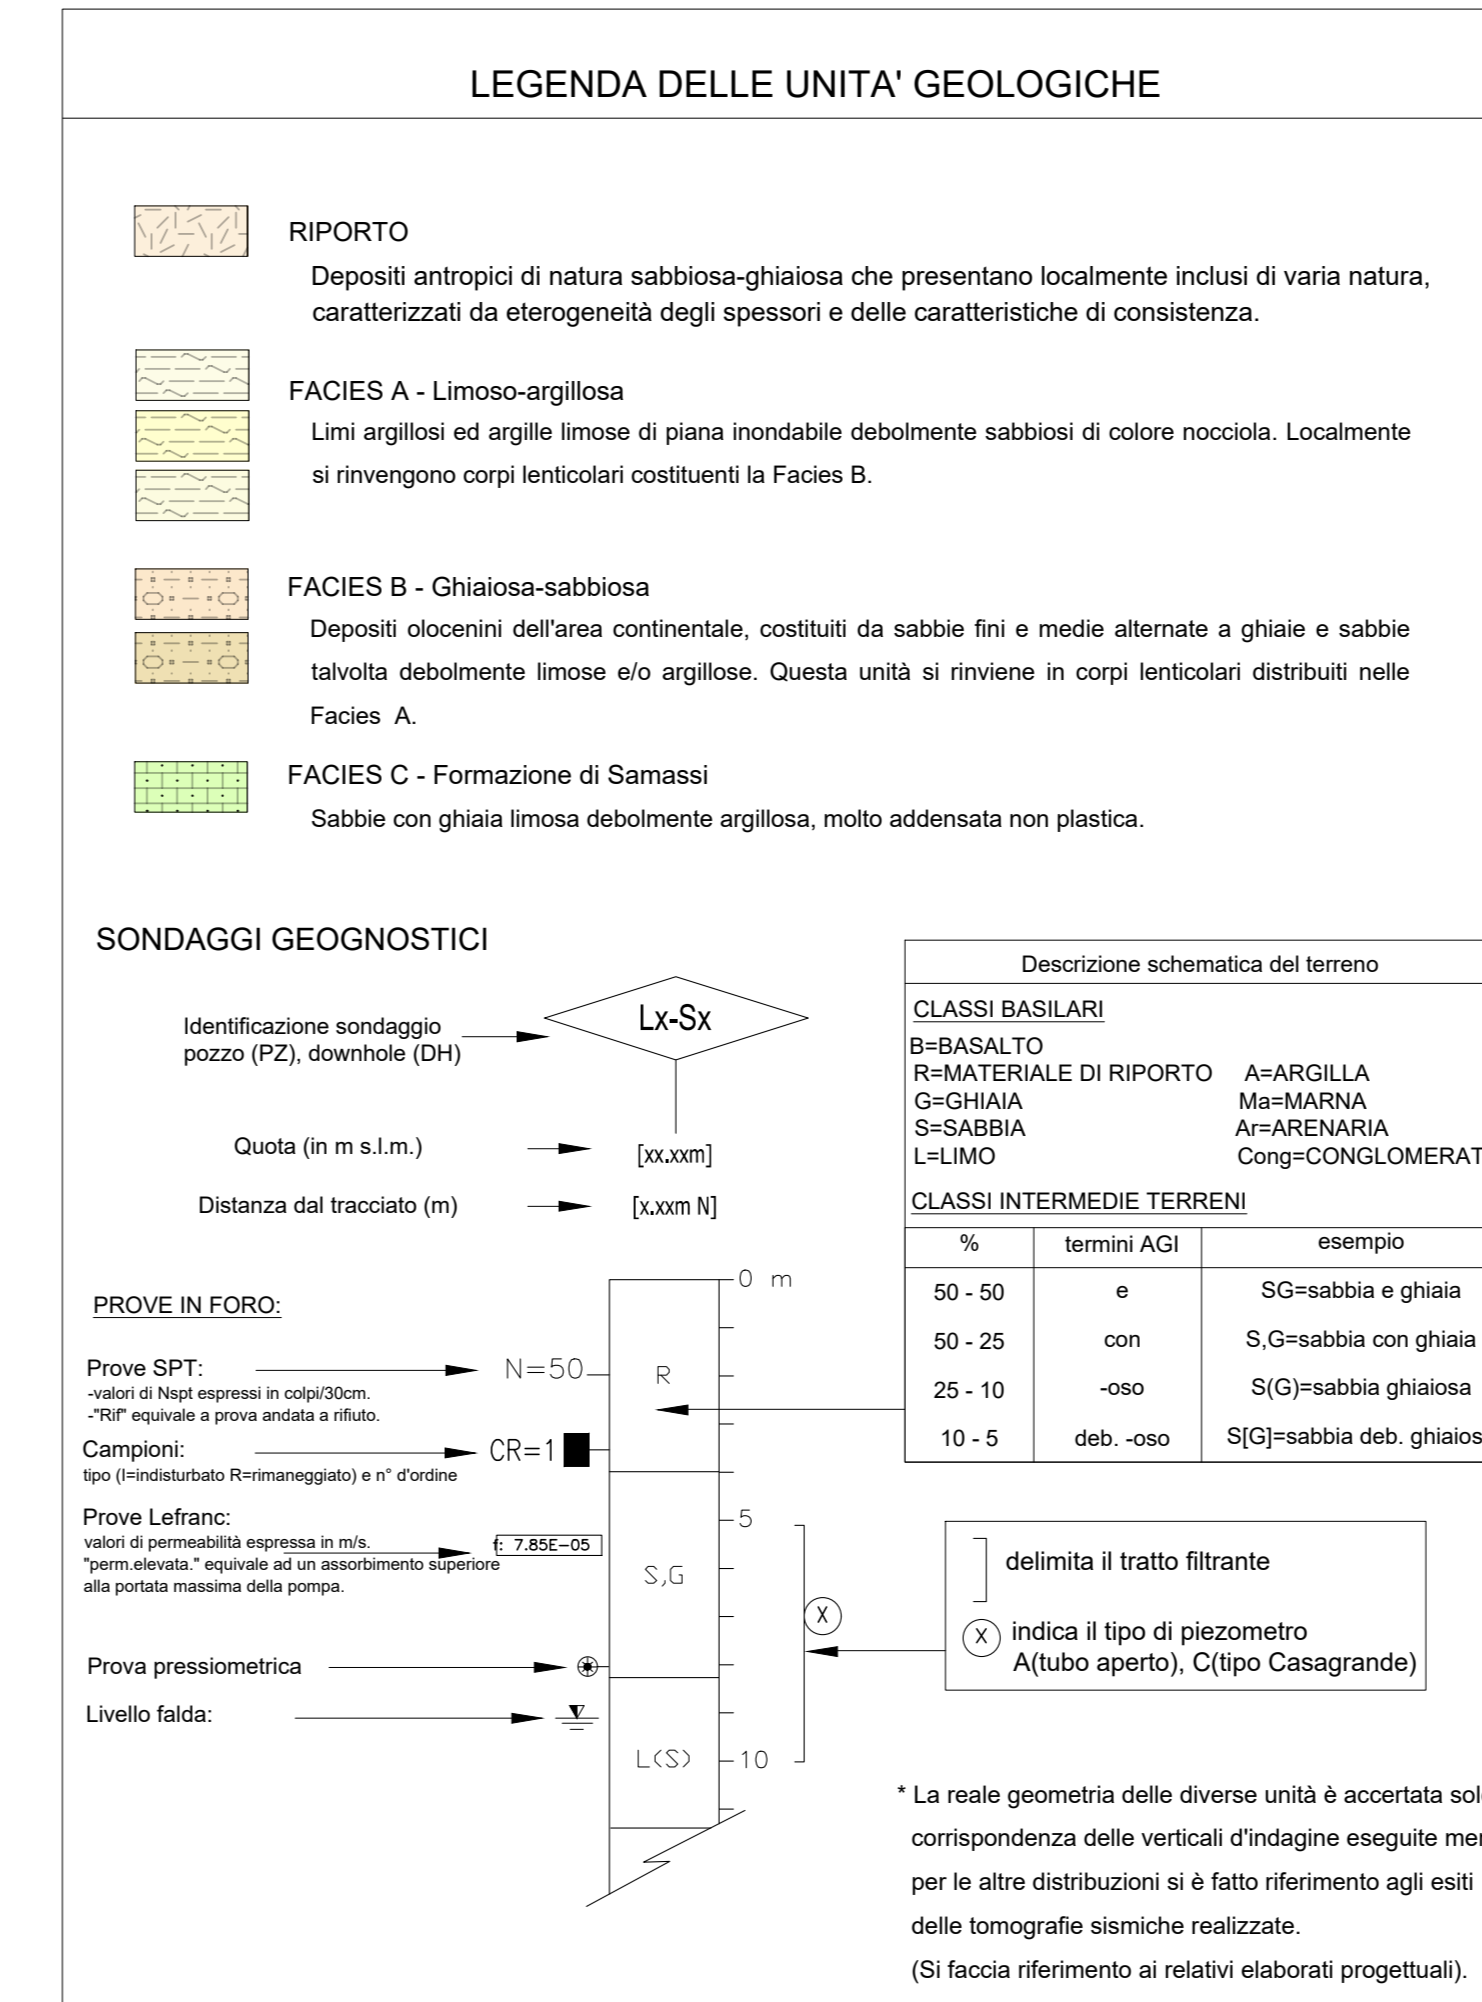 LEGENDA DELLE UNITA' GEOLOGICHE
RIPORTO
Depositi antropici di natura sabbiosa-ghiaiosa che presentano localmente inclusi di varia natura,
caratterizzati da eterogeneità degli spessori e delle caratteristiche di consistenza.
FACIES A - Limoso-argillosa
Limi argillosi ed argille limose di piana inondabile debolmente sabbiosi di colore nocciola. Localmente
si rinvengono corpi lenticolari costituenti la Facies B.
FACIES B - Ghiaiosa-sabbiosa
Depositi olocenini dell'area continentale, costituiti da sabbie fini e medie alternate a ghiaie e sabbie
talvolta debolmente limose e/o argillose. Questa unità si rinviene in corpi lenticolari distribuiti nelle
Facies A.
FACIES C - Formazione di Samassi
Sabbie con ghiaia limosa debolmente argillosa, molto addensata non plastica.
SONDAGGI GEOGNOSTICI
Identificazione sondaggio
pozzo (PZ), downhole (DH)
Lx-Sx
Quota (in m s.l.m.)
[xx.xxm]
Distanza dal tracciato (m)
[x.xxm N]
PROVE IN FORO:
Prove SPT:
-valori di Nspt espressi in colpi/30cm.
-"Rif" equivale a prova andata a rifiuto.
N=50
Campioni:
tipo (I=indisturbato R=rimaneggiato) e n° d'ordine
CR=1
Prove Lefranc:
valori di permeabilità espressa in m/s.
"perm.elevata." equivale ad un assorbimento superiore
alla portata massima della pompa.
f: 7.85E-05
Prova pressiometrica
Livello falda:
0 m
R
5
S,G
L(S)
10
X
Descrizione schematica del terreno
CLASSI BASILARI
B=BASALTO
R=MATERIALE DI RIPORTO A=ARGILLA
G=GHIAIA Ma=MARNA
S=SABBIA Ar=ARENARIA
L=LIMO Cong=CONGLOMERAT
CLASSI INTERMEDIE TERRENI
% termini AGI esempio
50 - 50 e SG=sabbia e ghiaia
50 - 25 con S,G=sabbia con ghiaia
25 - 10 -oso S(G)=sabbia ghiaiosa
10 - 5 deb. -oso S[G]=sabbia deb. ghiaios
delimita il tratto filtrante
X indica il tipo di piezometro
A(tubo aperto), C(tipo Casagrande)
* La reale geometria delle diverse unità è accertata sol
corrispondenza delle verticali d'indagine eseguite me
per le altre distribuzioni si è fatto riferimento agli esiti
delle tomografie sismiche realizzate.
(Si faccia riferimento ai relativi elaborati progettuali).